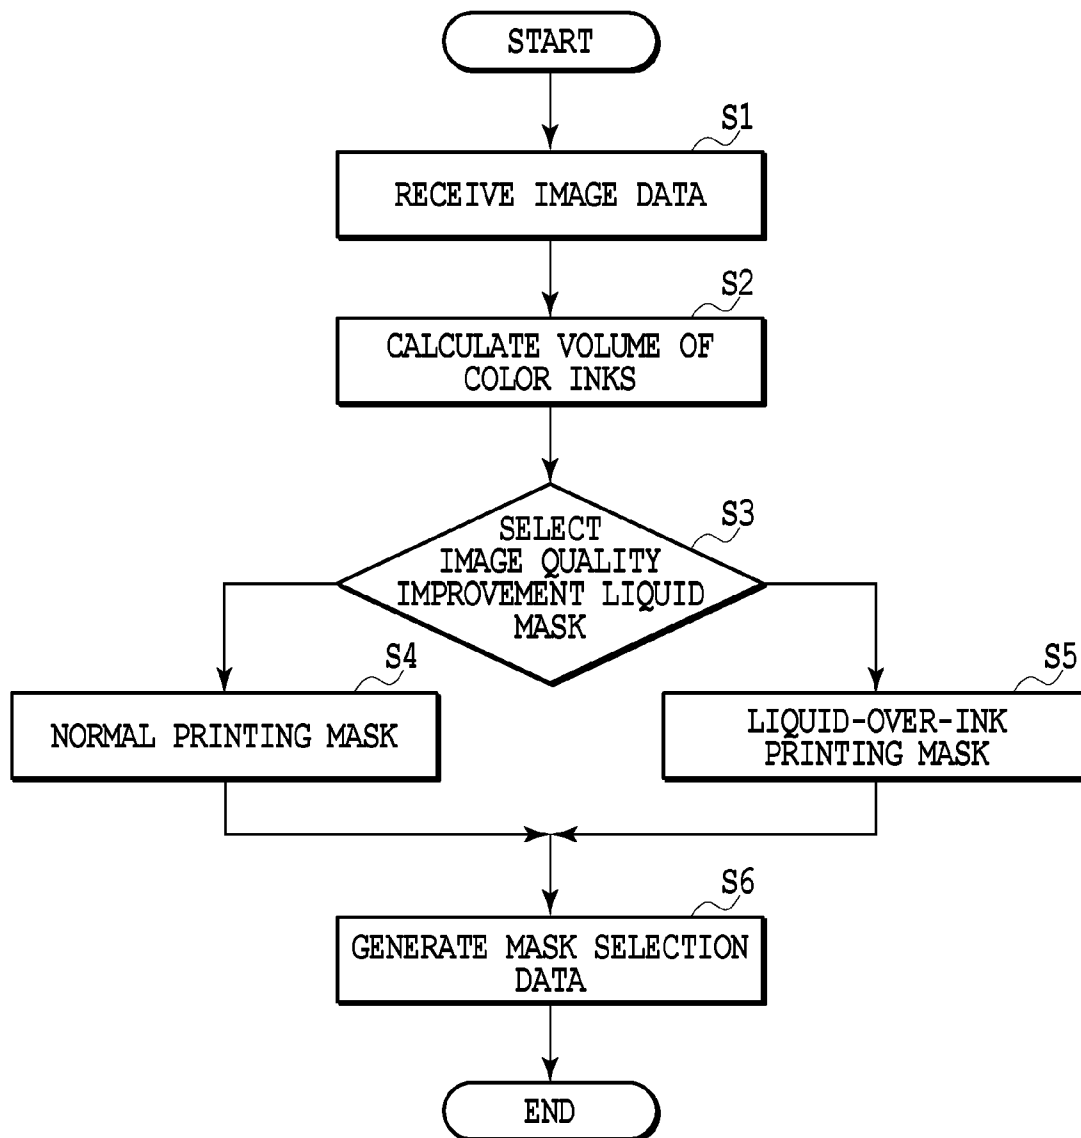 START
S1
RECEIVE IMAGE DATA
S2
CALCULATE VOLUME OF
COLOR INKS
S3
SELECT
IMAGE QUALITY
IMPROVEMENT LIQUID
MASK
S4
NORMAL PRINTING MASK
S5
LIQUID-OVER-INK
PRINTING MASK
S6
GENERATE MASK SELECTION
DATA
END